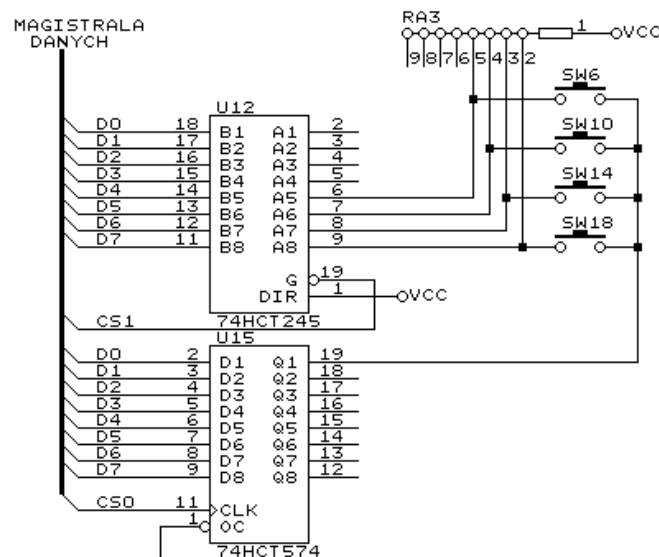 MAGISTRALA
DANYCH
RA3
1
VCC
9 8 7 6 5 4 3 2
SW6
SW10
SW14
SW18
U12
D0 18 B1 A1 2
D1 17 B2 A2 3
D2 16 B3 A3 4
D3 15 B4 A4 5
D4 14 B5 A5 6
D5 13 B6 A6 7
D6 12 B7 A7 8
D7 11 B8 A8 9
G 19
DIR 1 VCC
CS1 74HCT245
U15
D0 2 D1 Q1 19
D1 3 D2 Q2 18
D2 4 D3 Q3 17
D3 5 D4 Q4 16
D4 6 D5 Q5 15
D5 7 D6 Q6 14
D6 8 D7 Q7 13
D7 9 D8 Q8 12
CS0 11 CLK
1 OC
74HCT574